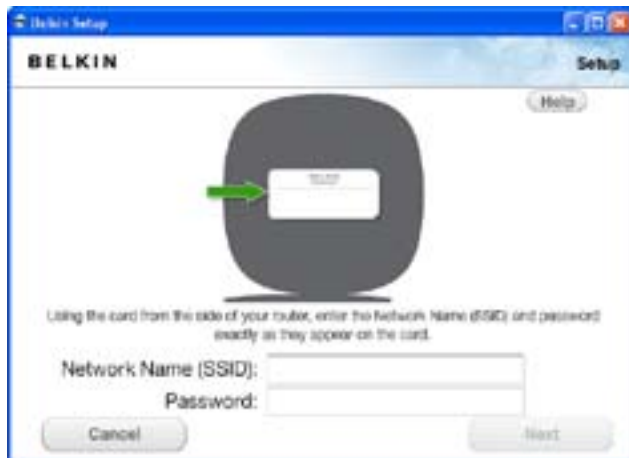 Belkin Setup
BELKIN
Setup
Help
Using the card from the side of your router, enter the Network Name (SSID) and password
exactly as they appear on the card.
Network Name (SSID):
Password:
Cancel
Next